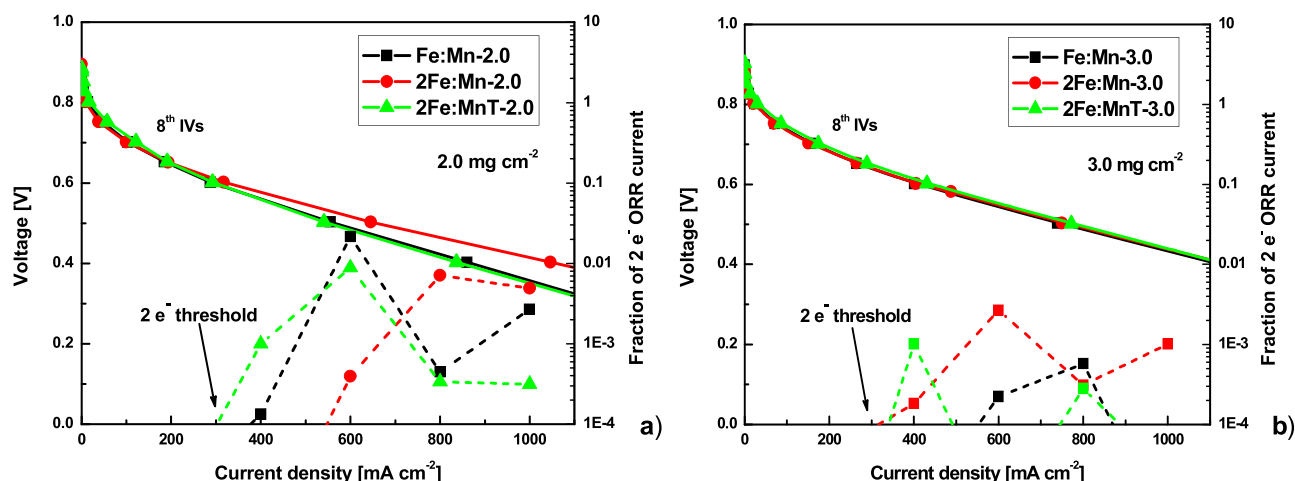 1.0
0.8
0.6
0.4
0.2
0.0
Voltage [V]
0
200
400
600
800
1000
Current density [mA cm⁻²]
10
1
0.1
0.01
1E-3
1E-4
Fraction of 2 e⁻ ORR current
Fe:Mn-2.0
2Fe:Mn-2.0
2Fe:MnT-2.0
8th IVs
2.0 mg cm⁻²
2 e⁻ threshold
a)
1.0
0.8
0.6
0.4
0.2
0.0
Voltage [V]
0
200
400
600
800
1000
Current density [mA cm⁻²]
10
1
0.1
0.01
1E-3
1E-4
Fraction of 2 e⁻ ORR current
Fe:Mn-3.0
2Fe:Mn-3.0
2Fe:MnT-3.0
8th IVs
3.0 mg cm⁻²
2 e⁻ threshold
b)